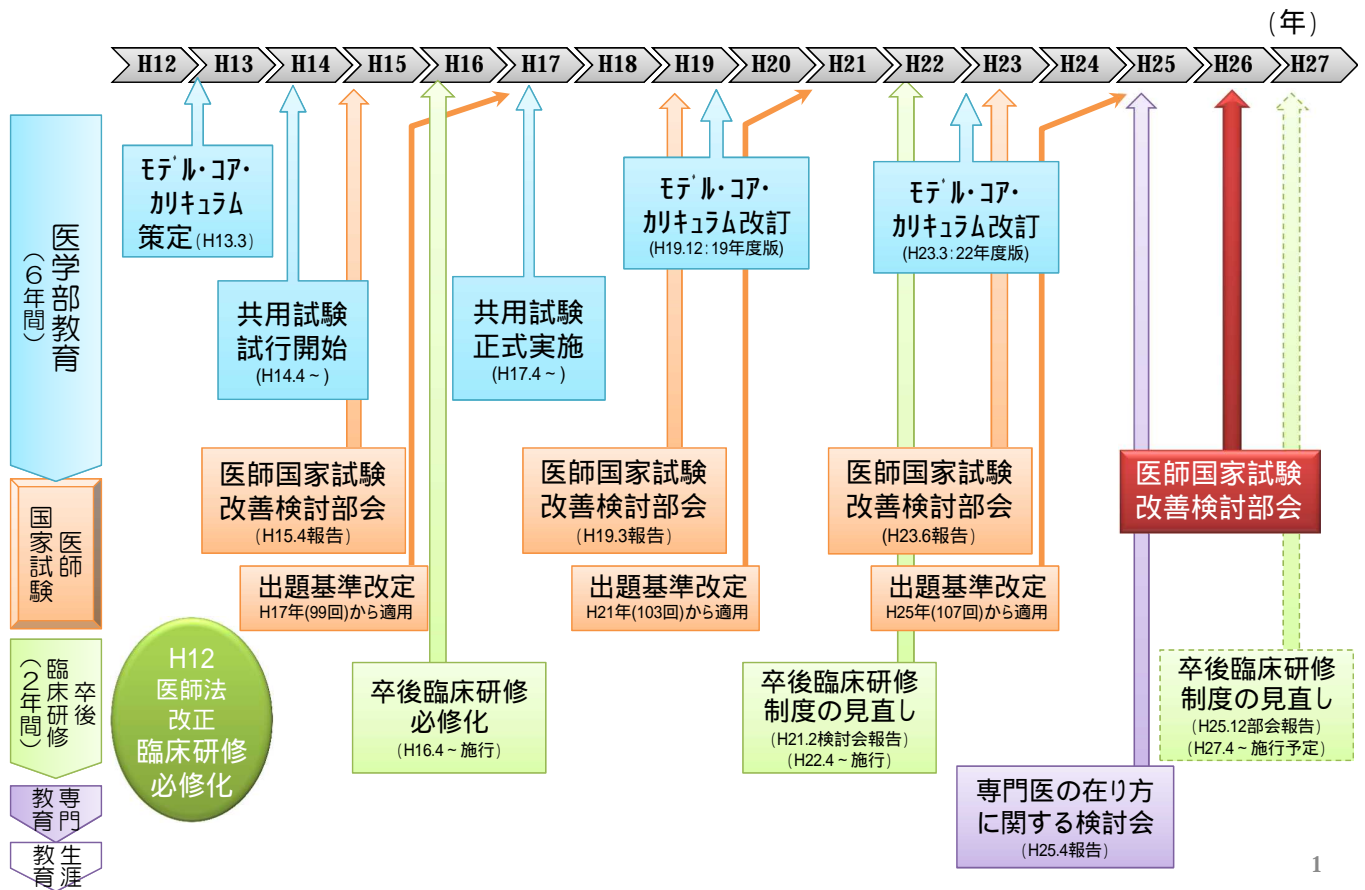 (年)
H12 H13 H14 H15 H16 H17 H18 H19 H20 H21 H22 H23 H24 H25 H26 H27
医学部教育
(6年間)
モデル・コア・
カリキュラム
策定(H13.3)
共用試験
試行開始
(H14.4~)
共用試験
正式実施
(H17.4~)
モデル・コア・
カリキュラム改訂
(H19.12:19年度版)
モデル・コア・
カリキュラム改訂
(H23.3:22年度版)
医師
国家試験
医師国家試験
改善検討部会
(H15.4報告)
出題基準改定
H17年(99回)から適用
医師国家試験
改善検討部会
(H19.3報告)
出題基準改定
H21年(103回)から適用
医師国家試験
改善検討部会
(H23.6報告)
出題基準改定
H25年(107回)から適用
医師国家試験
改善検討部会
卒後
臨床研修
(2年間)
H12
医師法
改正
臨床研修
必修化
卒後臨床研修
必修化
(H16.4~施行)
卒後臨床研修
制度の見直し
(H21.2検討会報告)
(H22.4~施行)
卒後臨床研修
制度の見直し
(H25.12部会報告)
(H27.4~施行予定)
専門
教育
専門医の在り方
に関する検討会
(H25.4報告)
生涯
教育
1